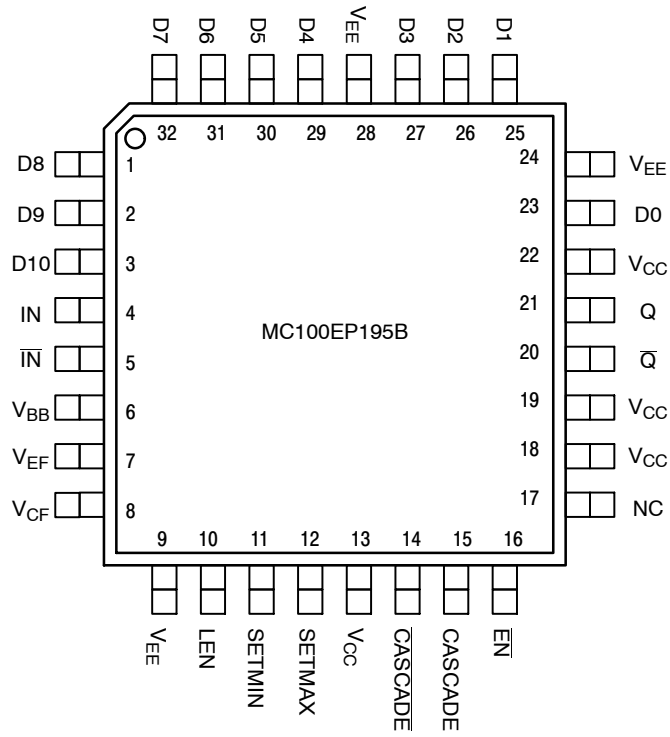 D7 D6 D5 D4 VEE D3 D2 D1
32 31 30 29 28 27 26 25
D8 1 24 VEE
D9 2 23 D0
D10 3 22 VCC
IN 4 21 Q
MC100EP195B
I̅N̅ 5 20 Q̅
VBB 6 19 VCC
VEF 7 18 VCC
VCF 8 17 NC
9 10 11 12 13 14 15 16
VEE LEN SETMIN SETMAX VCC C̅A̅S̅C̅A̅D̅E̅ CASCADE E̅N̅